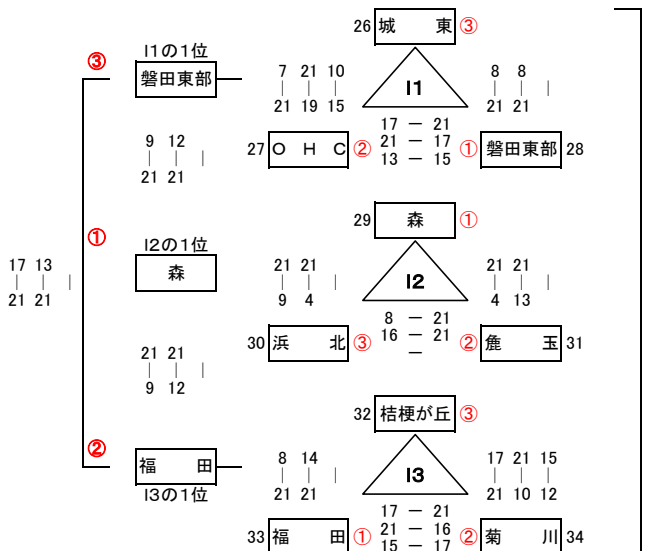 26 城 東 ③
③ I1の1位
磐田東部
7 21 10
21 19 15
I1
8 8
21 21
9 12
21 21
17 － 21
21 － 17
13 － 15
27 O H C ②
① 磐田東部 28
29 森 ①
① I2の1位
森
17 13
21 21
21 21
9 4
I2
21 21
4 13
8 － 21
16 － 21
－
30 浜 北 ③
② 麁 玉 31
21 21
9 12
32 桔梗が丘 ③
②
福 田
I3の1位
8 14
21 21
I3
17 21 15
21 10 12
17 － 21
21 － 16
15 － 17
33 福 田 ①
② 菊 川 34